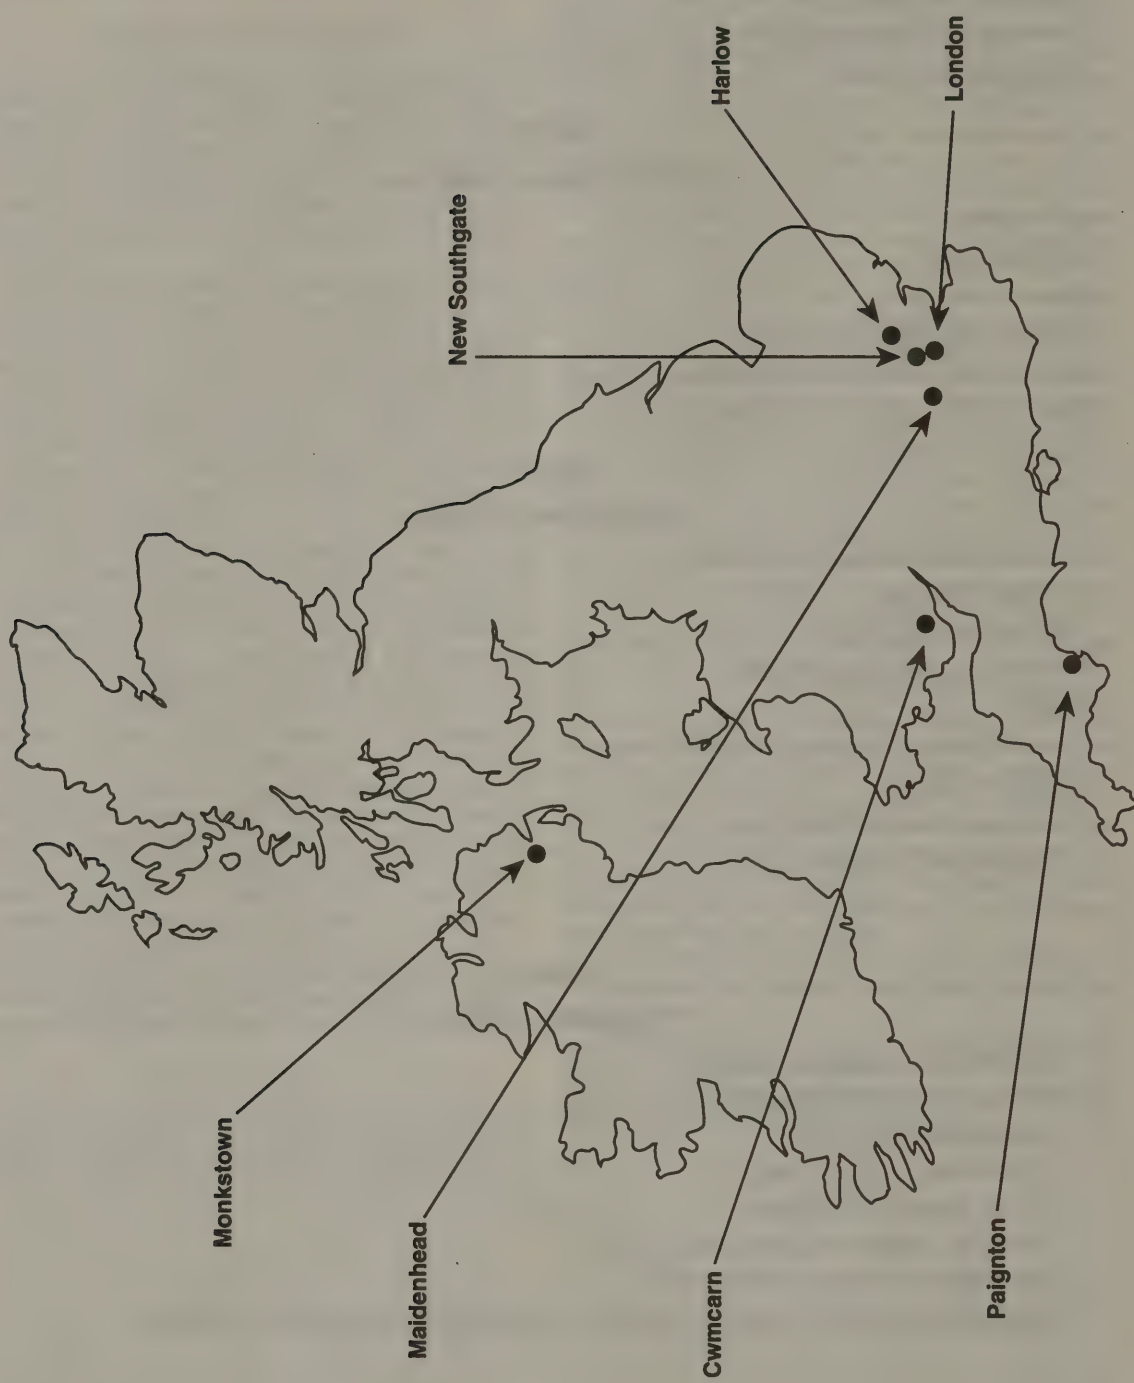 Monkstown
Maidenhead
New Southgate
Cwmcarn
Harlow
London
Paignton